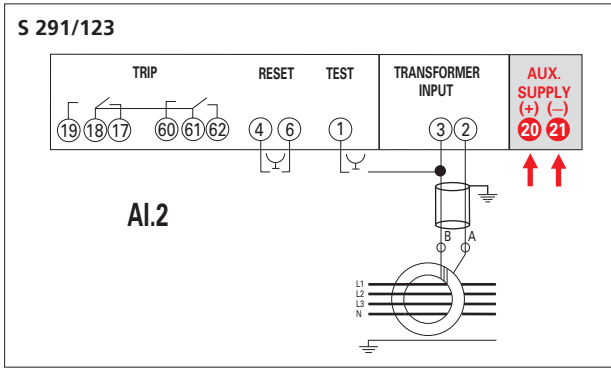 S 291/123
TRIP RESET TEST TRANSFORMER INPUT AUX. SUPPLY
(+) (−)
19 18 17 60 61 62 4 6 1 3 2 20 21
AI.2
B A
L1
L2
L3
N